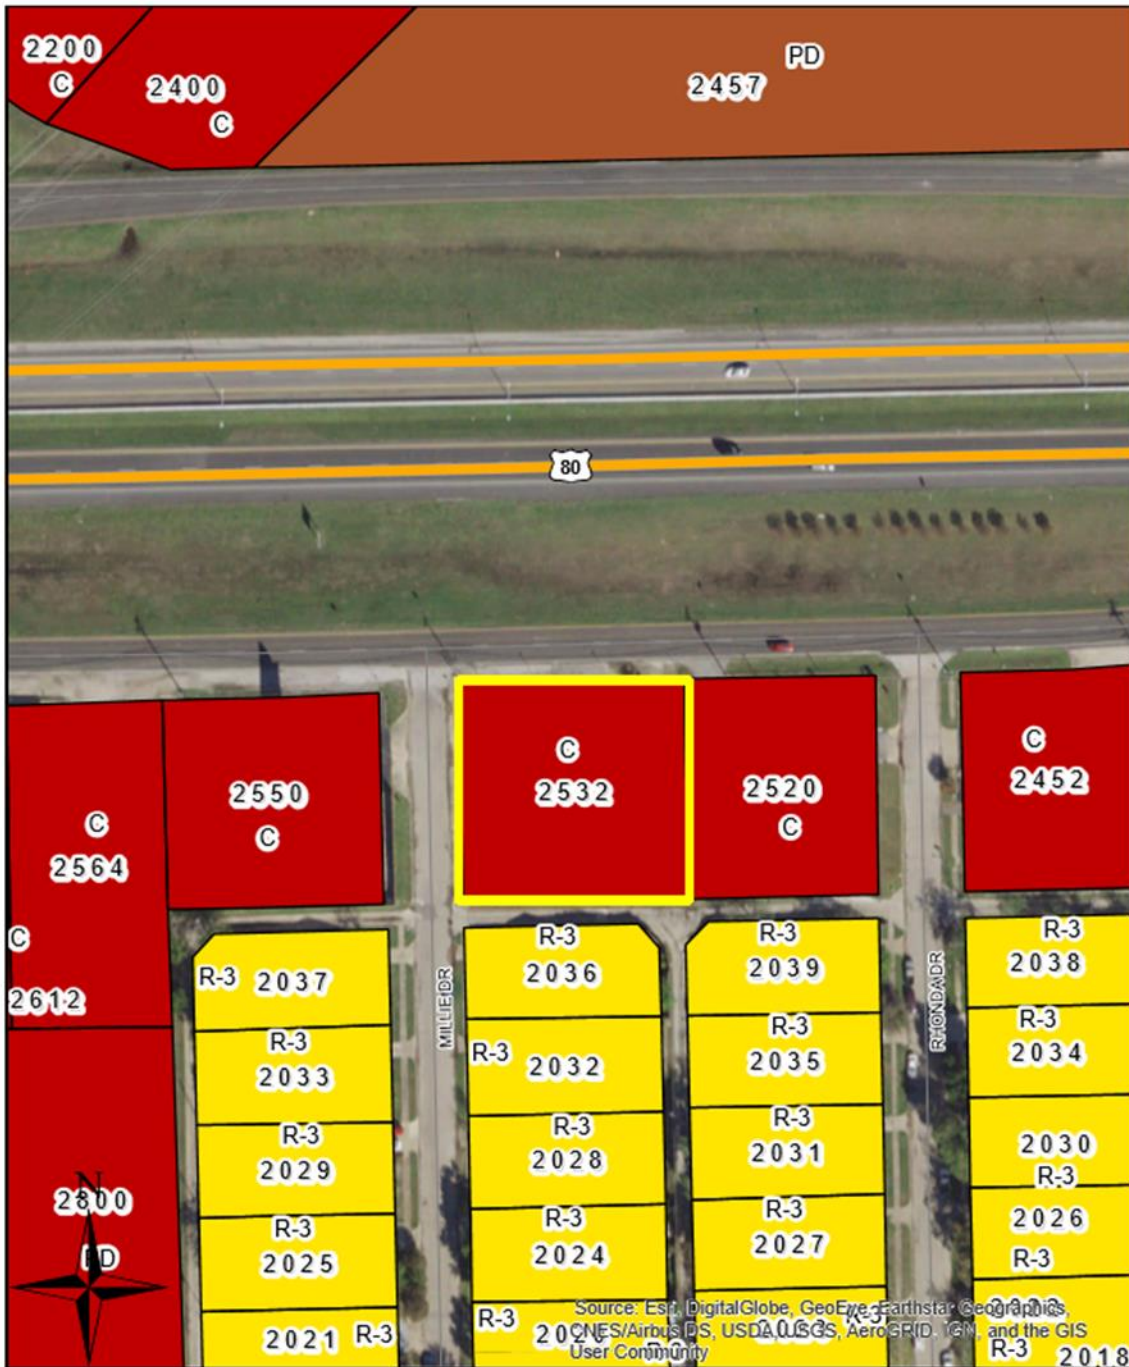 2200
C
2400
C
PD
2457
80
C
2564
2550
C
C
2532
2520
C
C
2452
C
2612
2800
PD
N
MILLIE DR
RHONDA DR
R-3
2037
R-3
2033
R-3
2029
R-3
2025
2021
R-3
R-3
2036
R-3
2032
R-3
2028
R-3
2024
R-3
R-3
2039
R-3
2035
R-3
2031
R-3
2027
R-3
2038
R-3
2034
2030
R-3
2026
R-3
R-3
2018
Source: Esri, DigitalGlobe, GeoEye, Earthstar Geographics,
CNES/Airbus DS, USDA, USGS, AeroGRID, IGN, and the GIS
User Community